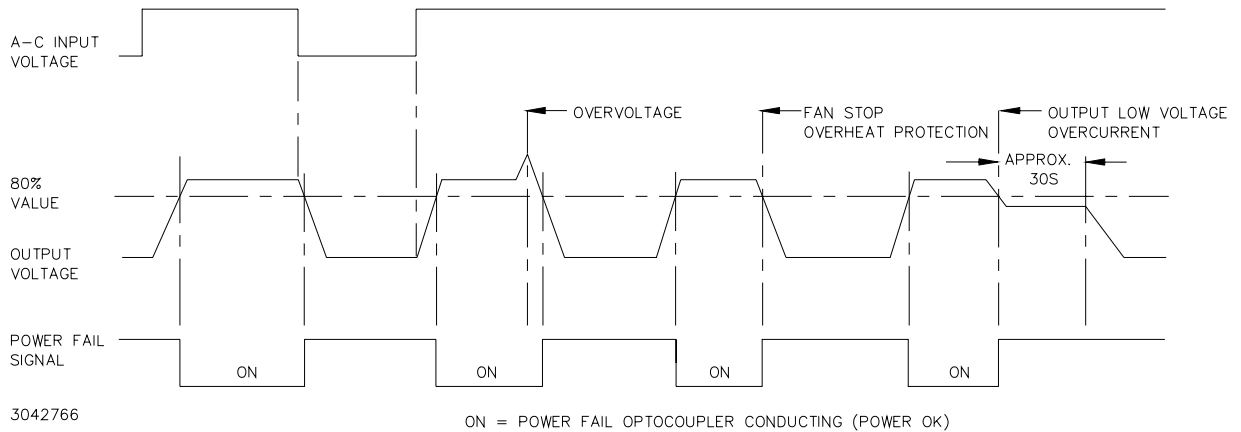 A-C INPUT
VOLTAGE
OVERVOLTAGE
FAN STOP
OVERHEAT PROTECTION
OUTPUT LOW VOLTAGE
OVERCURRENT
APPROX.
30S
80%
VALUE
OUTPUT
VOLTAGE
POWER FAIL
SIGNAL
ON
ON
ON
ON
3042766
ON = POWER FAIL OPTOCOUPLER CONDUCTING (POWER OK)